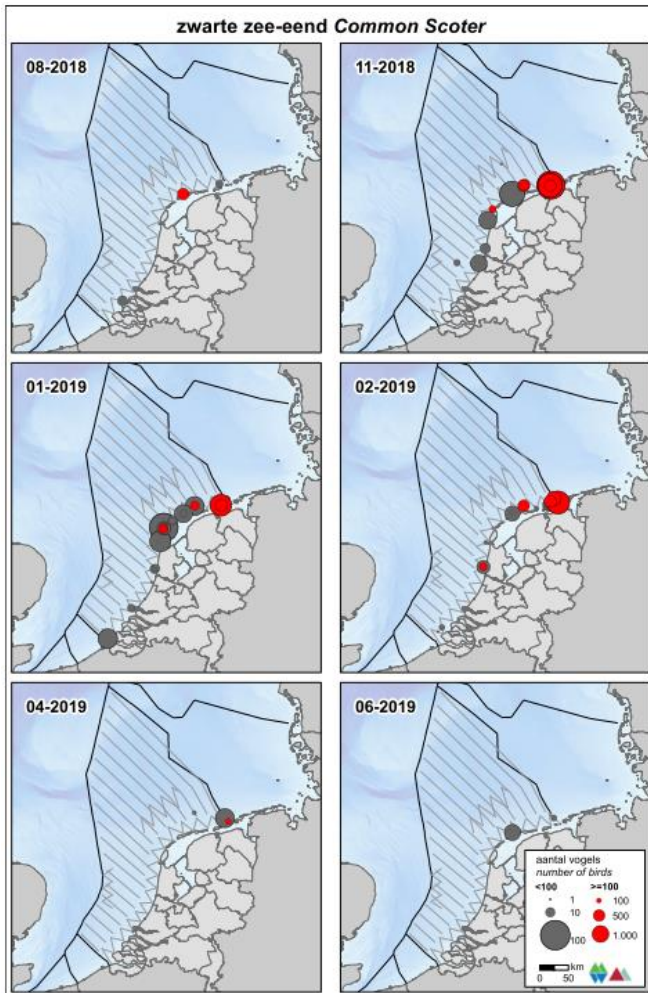 zwarte zee-eend Common Scoter
08-2018
11-2018
01-2019
02-2019
04-2019
06-2019
aantal vogels
number of birds
<100 >=100
1 100
10 500
100 1.000
km
0 50